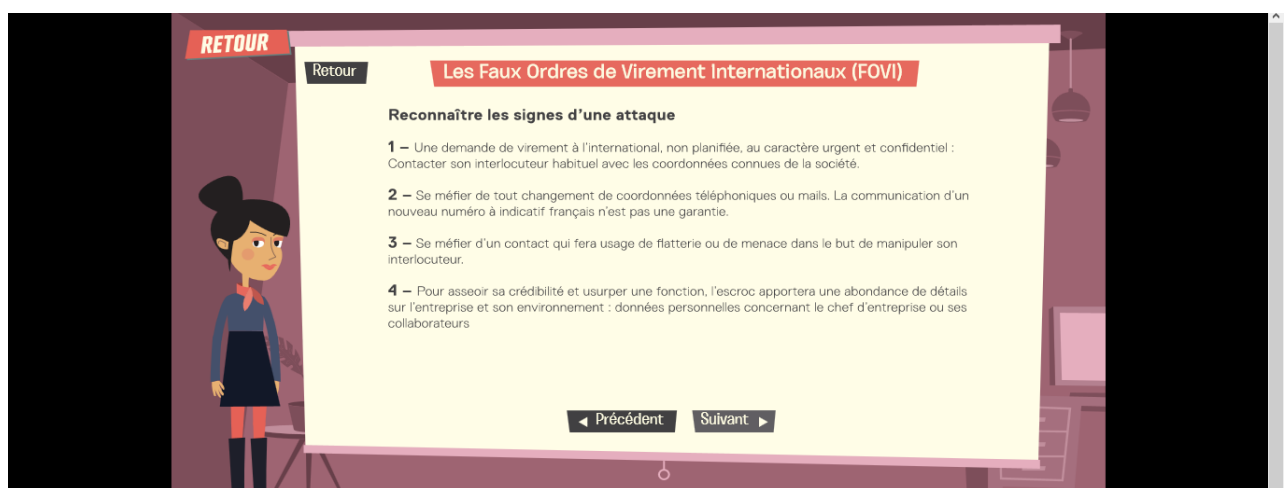 RETOUR
Retour
Les Faux Ordres de Virement Internationaux (FOVI)
Reconnaître les signes d’une attaque
1 – Une demande de virement à l’international, non planifiée, au caractère urgent et confidentiel :
Contacter son interlocuteur habituel avec les coordonnées connues de la société.
2 – Se méfier de tout changement de coordonnées téléphoniques ou mails. La communication d’un
nouveau numéro à indicatif français n’est pas une garantie.
3 – Se méfier d’un contact qui fera usage de flatterie ou de menace dans le but de manipuler son
interlocuteur.
4 – Pour asseoir sa crédibilité et usurper une fonction, l’escroc apportera une abondance de détails
sur l’entreprise et son environnement : données personnelles concernant le chef d’entreprise ou ses
collaborateurs
Précédent Suivant